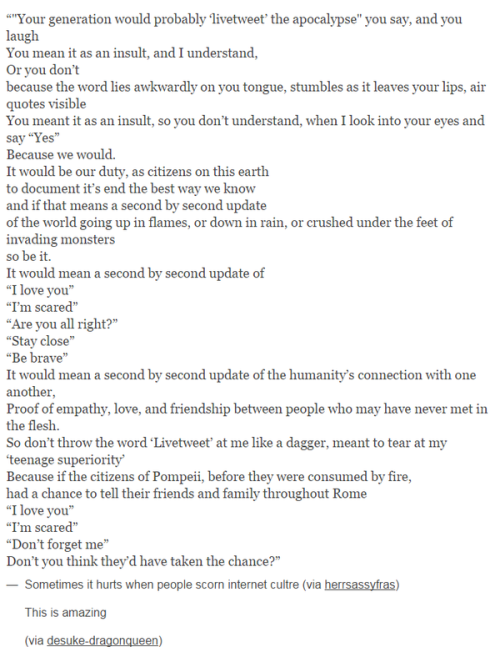 “"Your generation would probably ‘livetweet’ the apocalypse" you say, and you
laugh
You mean it as an insult, and I understand,
Or you don’t
because the word lies awkwardly on you tongue, stumbles as it leaves your lips, air
quotes visible
You meant it as an insult, so you don’t understand, when I look into your eyes and
say “Yes”
Because we would.
It would be our duty, as citizens on this earth
to document it’s end the best way we know
and if that means a second by second update
of the world going up in flames, or down in rain, or crushed under the feet of
invading monsters
so be it.
It would mean a second by second update of
“I love you”
“I’m scared”
“Are you all right?”
“Stay close”
“Be brave”
It would mean a second by second update of the humanity’s connection with one
another,
Proof of empathy, love, and friendship between people who may have never met in
the flesh.
So don’t throw the word ‘Livetweet’ at me like a dagger, meant to tear at my
‘teenage superiority’
Because if the citizens of Pompeii, before they were consumed by fire,
had a chance to tell their friends and family throughout Rome
“I love you”
“I’m scared”
“Don’t forget me”
Don’t you think they’d have taken the chance?”
— Sometimes it hurts when people scorn internet cultre (via herrsassyfras)
This is amazing
(via desuke-dragonqueen)